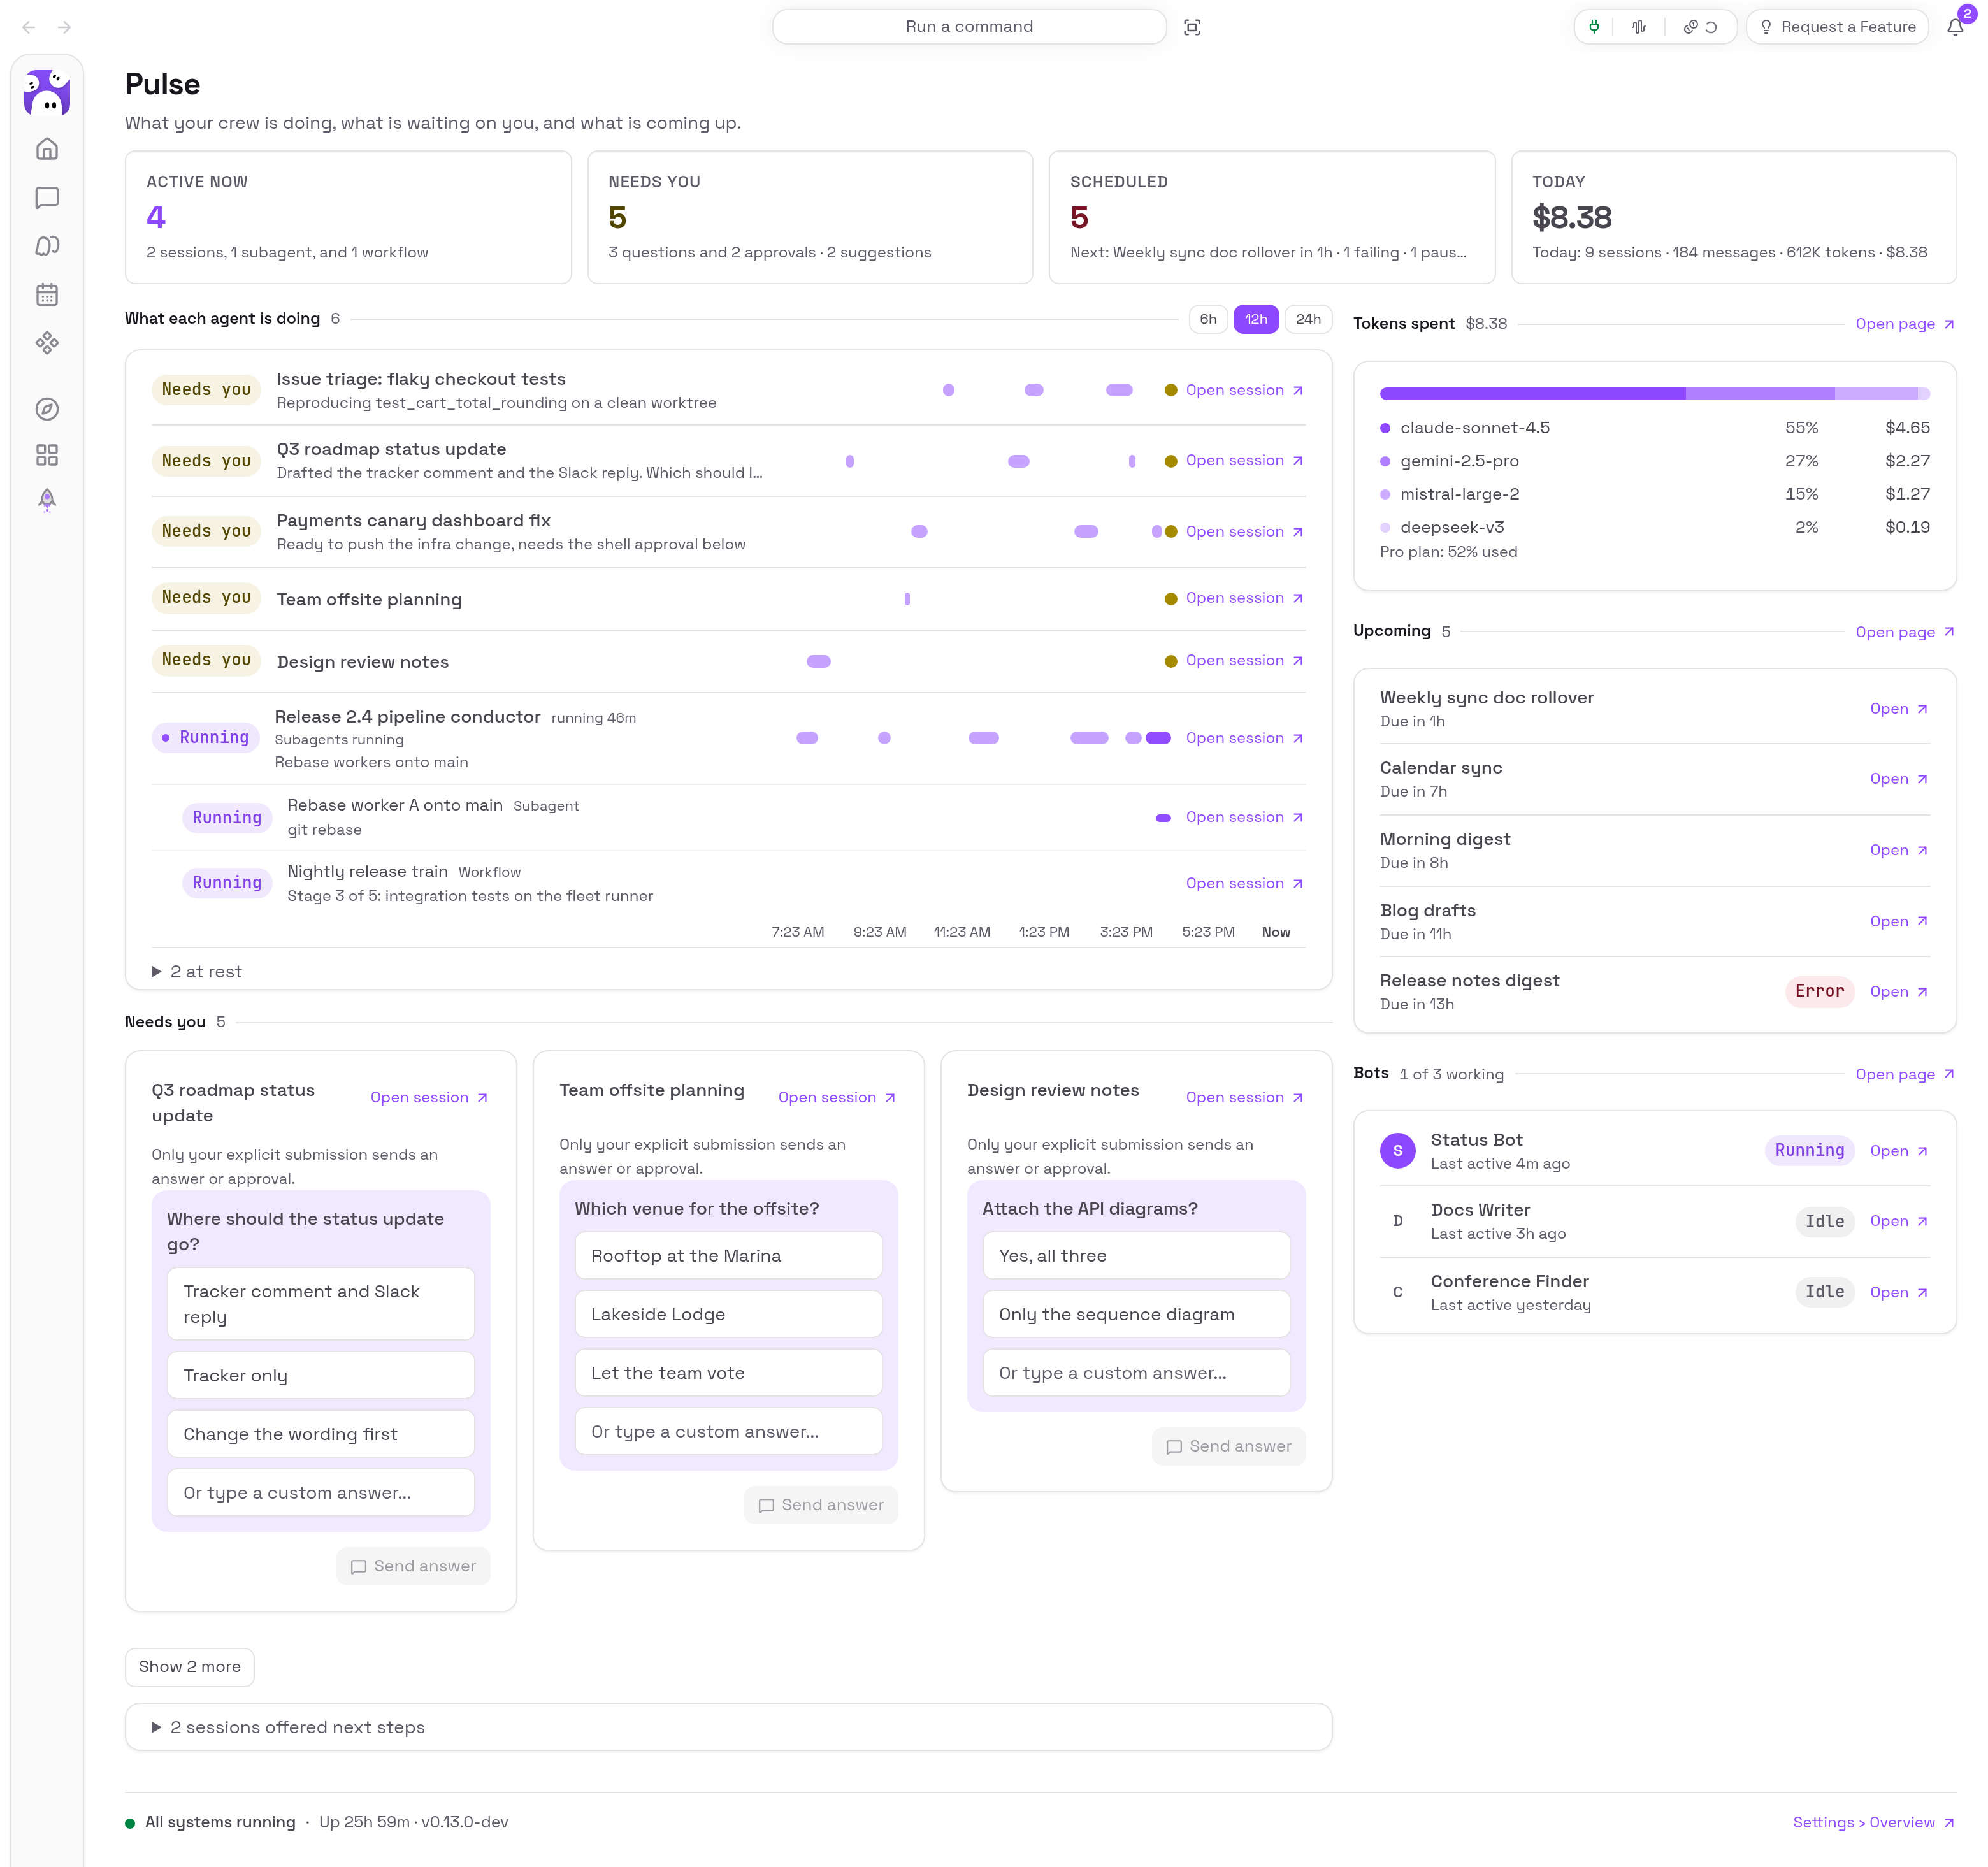 Run a command
Request a Feature
2
Pulse
What your crew is doing, what is waiting on you, and what is coming up.
ACTIVE NOW
4
2 sessions, 1 subagent, and 1 workflow
NEEDS YOU
5
3 questions and 2 approvals · 2 suggestions
SCHEDULED
5
Next: Weekly sync doc rollover in 1h · 1 failing · 1 paus...
TODAY
$8.38
Today: 9 sessions · 184 messages · 612K tokens · $8.38
What each agent is doing 6
6h 12h 24h
Needs you
Issue triage: flaky checkout tests
Reproducing test_cart_total_rounding on a clean worktree
Open session
Needs you
Q3 roadmap status update
Drafted the tracker comment and the Slack reply. Which should I...
Open session
Needs you
Payments canary dashboard fix
Ready to push the infra change, needs the shell approval below
Open session
Needs you
Team offsite planning
Open session
Needs you
Design review notes
Open session
Running
Release 2.4 pipeline conductor running 46m
Subagents running
Rebase workers onto main
Open session
Running
Rebase worker A onto main Subagent
git rebase
Open session
Running
Nightly release train Workflow
Stage 3 of 5: integration tests on the fleet runner
Open session
7:23 AM 9:23 AM 11:23 AM 1:23 PM 3:23 PM 5:23 PM Now
2 at rest
Needs you 5
Q3 roadmap status
update
Open session
Only your explicit submission sends an
answer or approval.
Where should the status update
go?
Tracker comment and Slack
reply
Tracker only
Change the wording first
Or type a custom answer...
Send answer
Team offsite planning
Open session
Only your explicit submission sends an
answer or approval.
Which venue for the offsite?
Rooftop at the Marina
Lakeside Lodge
Let the team vote
Or type a custom answer...
Send answer
Design review notes
Open session
Only your explicit submission sends an
answer or approval.
Attach the API diagrams?
Yes, all three
Only the sequence diagram
Or type a custom answer...
Send answer
Show 2 more
2 sessions offered next steps
Tokens spent $8.38
Open page
claude-sonnet-4.5 55% $4.65
gemini-2.5-pro 27% $2.27
mistral-large-2 15% $1.27
deepseek-v3 2% $0.19
Pro plan: 52% used
Upcoming 5
Open page
Weekly sync doc rollover
Due in 1h
Open
Calendar sync
Due in 7h
Open
Morning digest
Due in 8h
Open
Blog drafts
Due in 11h
Open
Release notes digest
Due in 13h
Error
Open
Bots 1 of 3 working
Open page
S
Status Bot
Last active 4m ago
Running
Open
D
Docs Writer
Last active 3h ago
Idle
Open
C
Conference Finder
Last active yesterday
Idle
Open
All systems running · Up 25h 59m · v0.13.0-dev
Settings › Overview